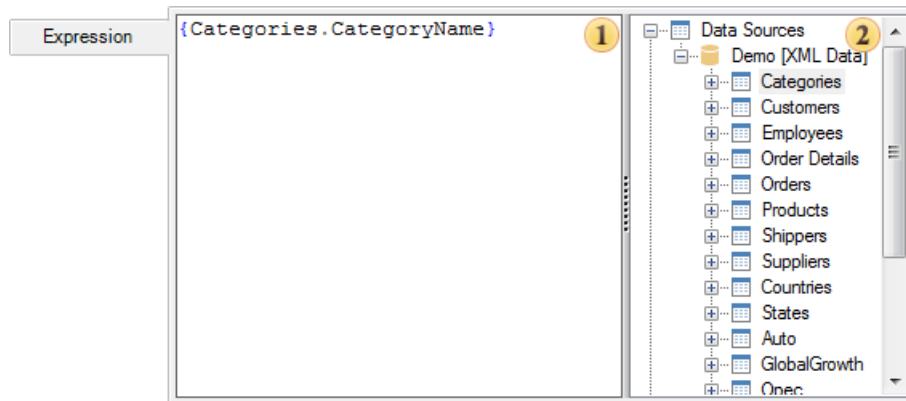 Expression
{Categories.CategoryName}
1
Data Sources
2
Demo [XML Data]
Categories
Customers
Employees
Order Details
Orders
Products
Shippers
Suppliers
Countries
States
Auto
GlobalGrowth
Opec